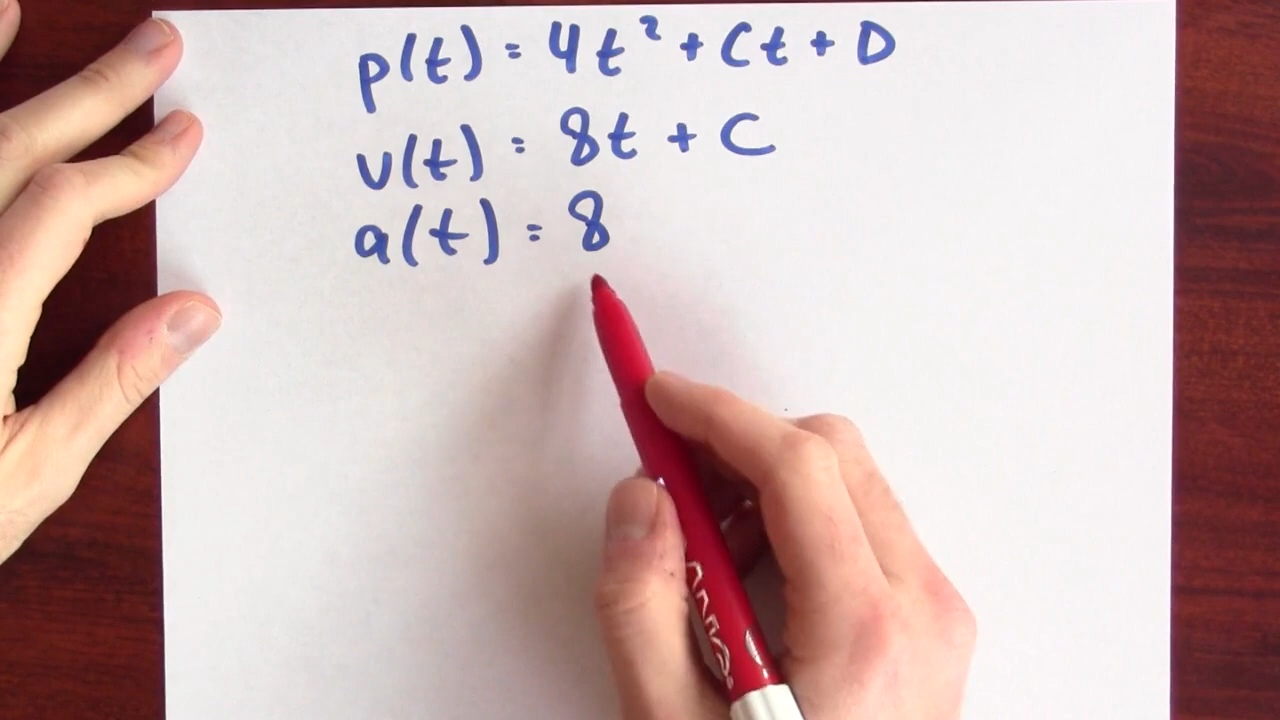 p(t) = 4t² + Ct + D
v(t) = 8t + C
a(t) = 8